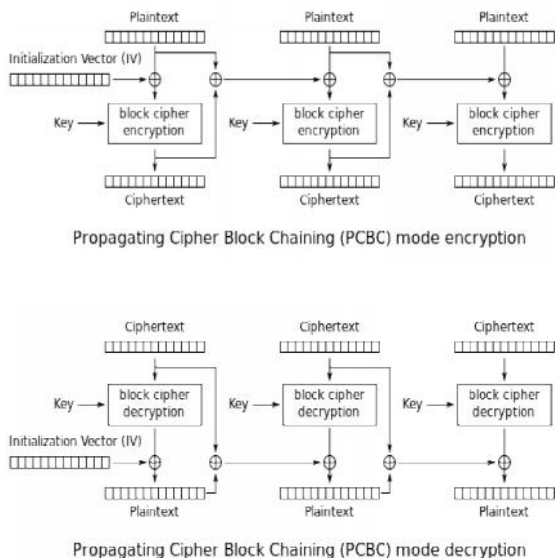 Plaintext Plaintext Plaintext
Initialization Vector (IV)
Key block cipher encryption Key block cipher encryption Key block cipher encryption
Ciphertext Ciphertext Ciphertext
Propagating Cipher Block Chaining (PCBC) mode encryption
Ciphertext Ciphertext Ciphertext
Key block cipher decryption Key block cipher decryption Key block cipher decryption
Initialization Vector (IV)
Plaintext Plaintext Plaintext
Propagating Cipher Block Chaining (PCBC) mode decryption